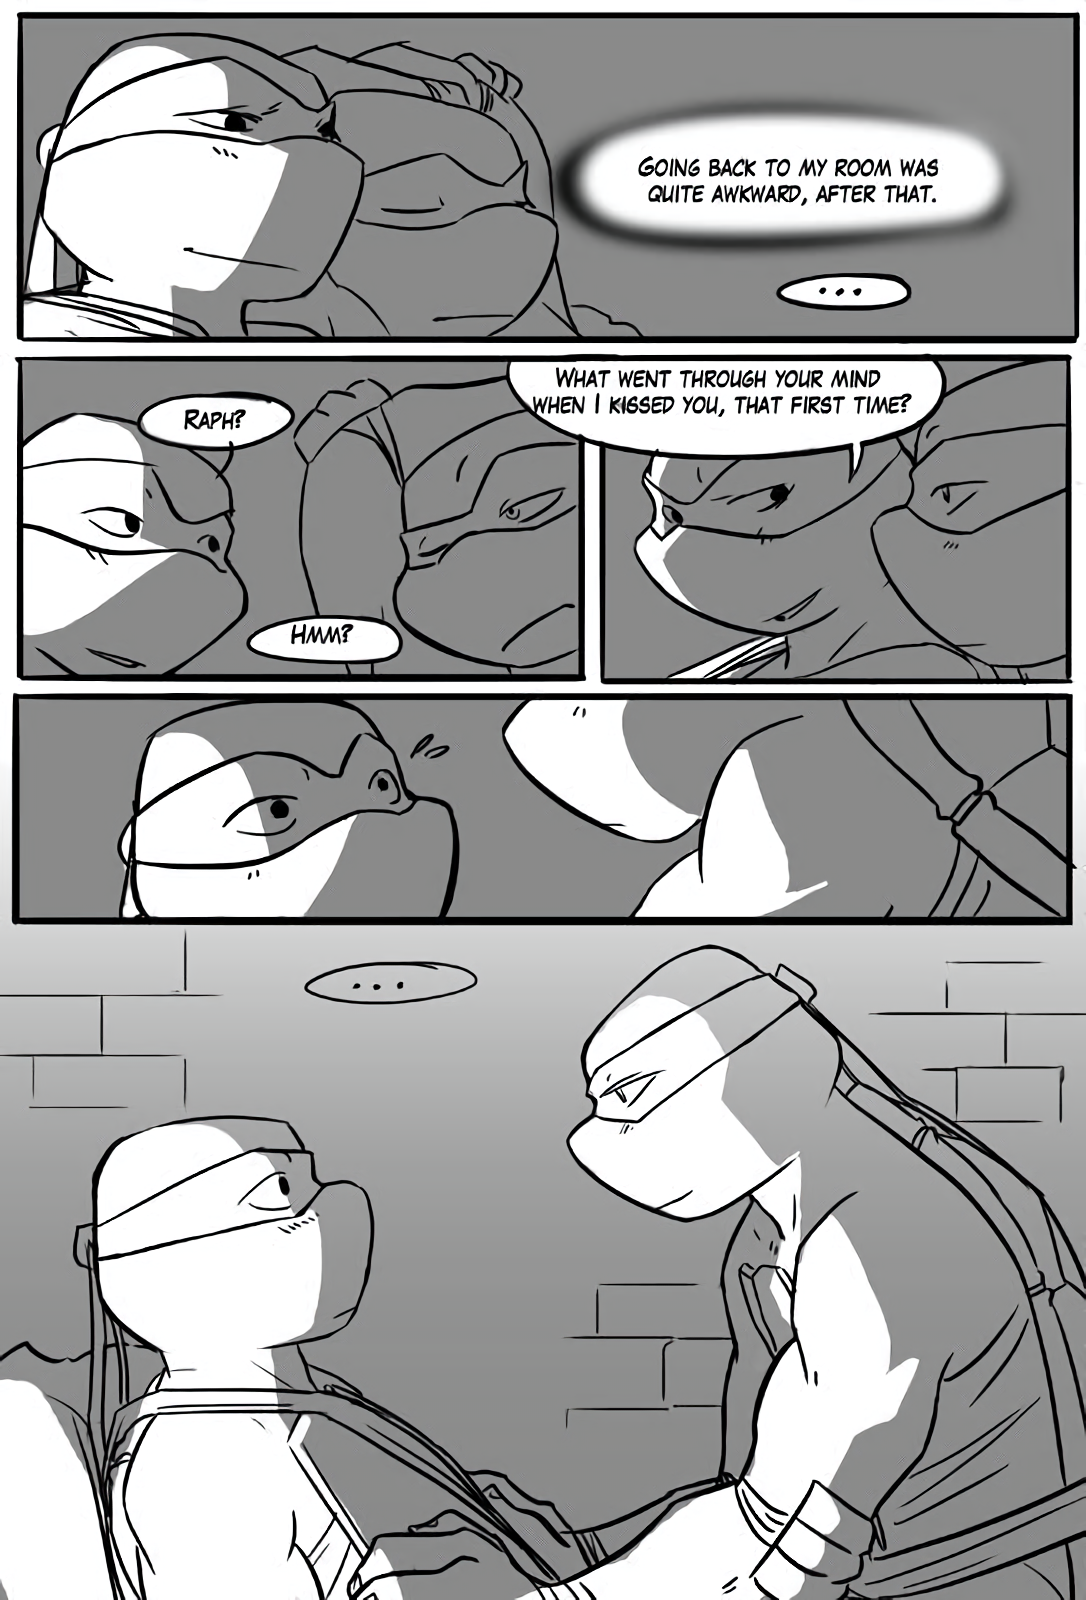 GOING BACK TO MY ROOM WAS
QUITE AWKWARD, AFTER THAT.
...
RAPH?
HMM?
WHAT WENT THROUGH YOUR MIND
WHEN I KISSED YOU, THAT FIRST TIME?
...